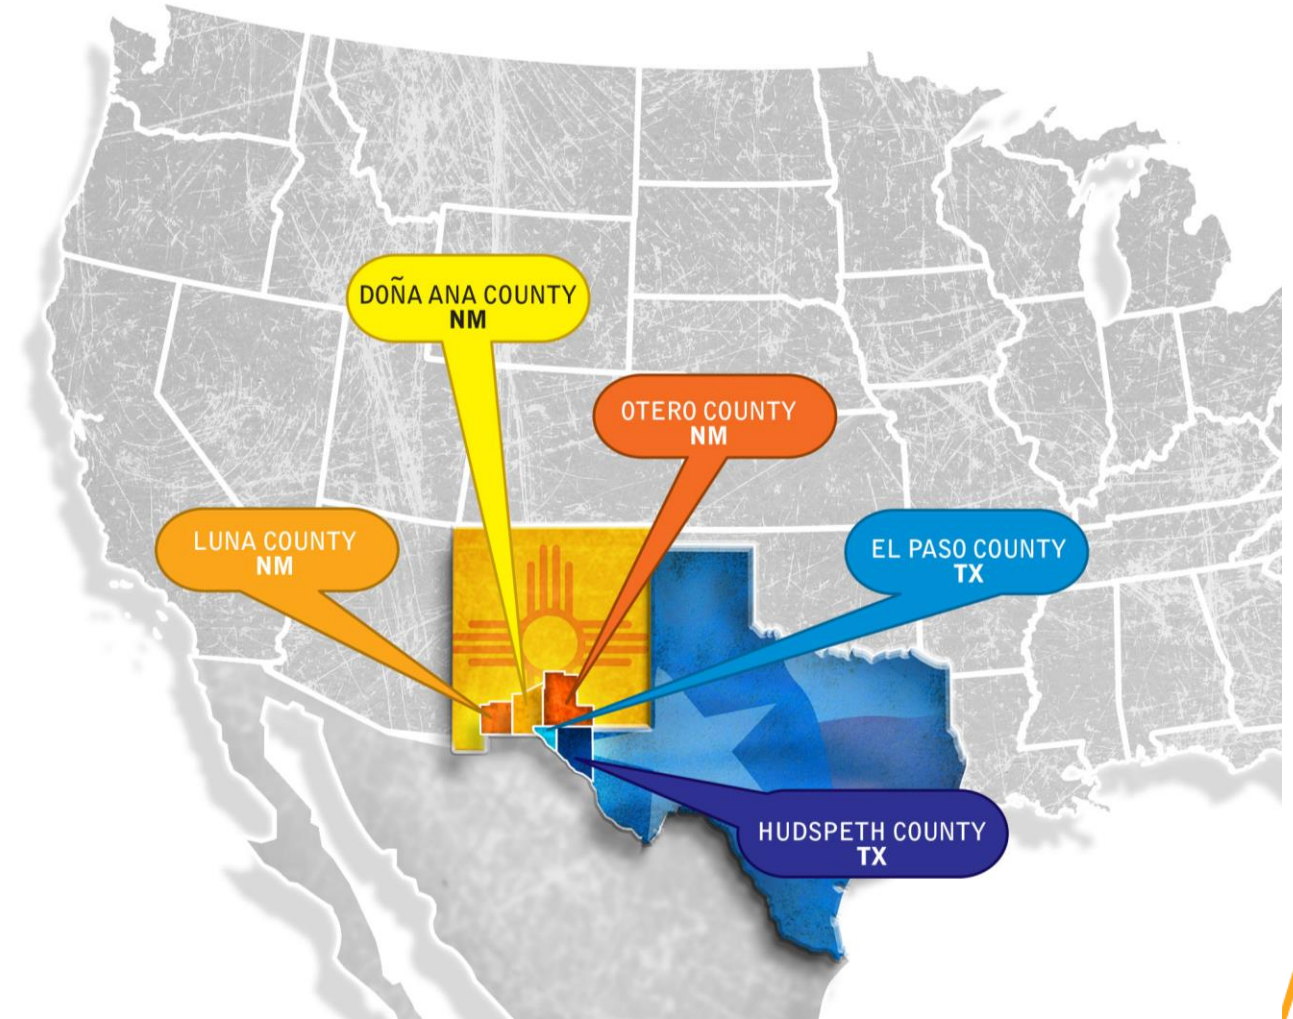 DOÑA ANA COUNTY
NM
OTERO COUNTY
NM
LUNA COUNTY
NM
EL PASO COUNTY
TX
HUDSPETH COUNTY
TX